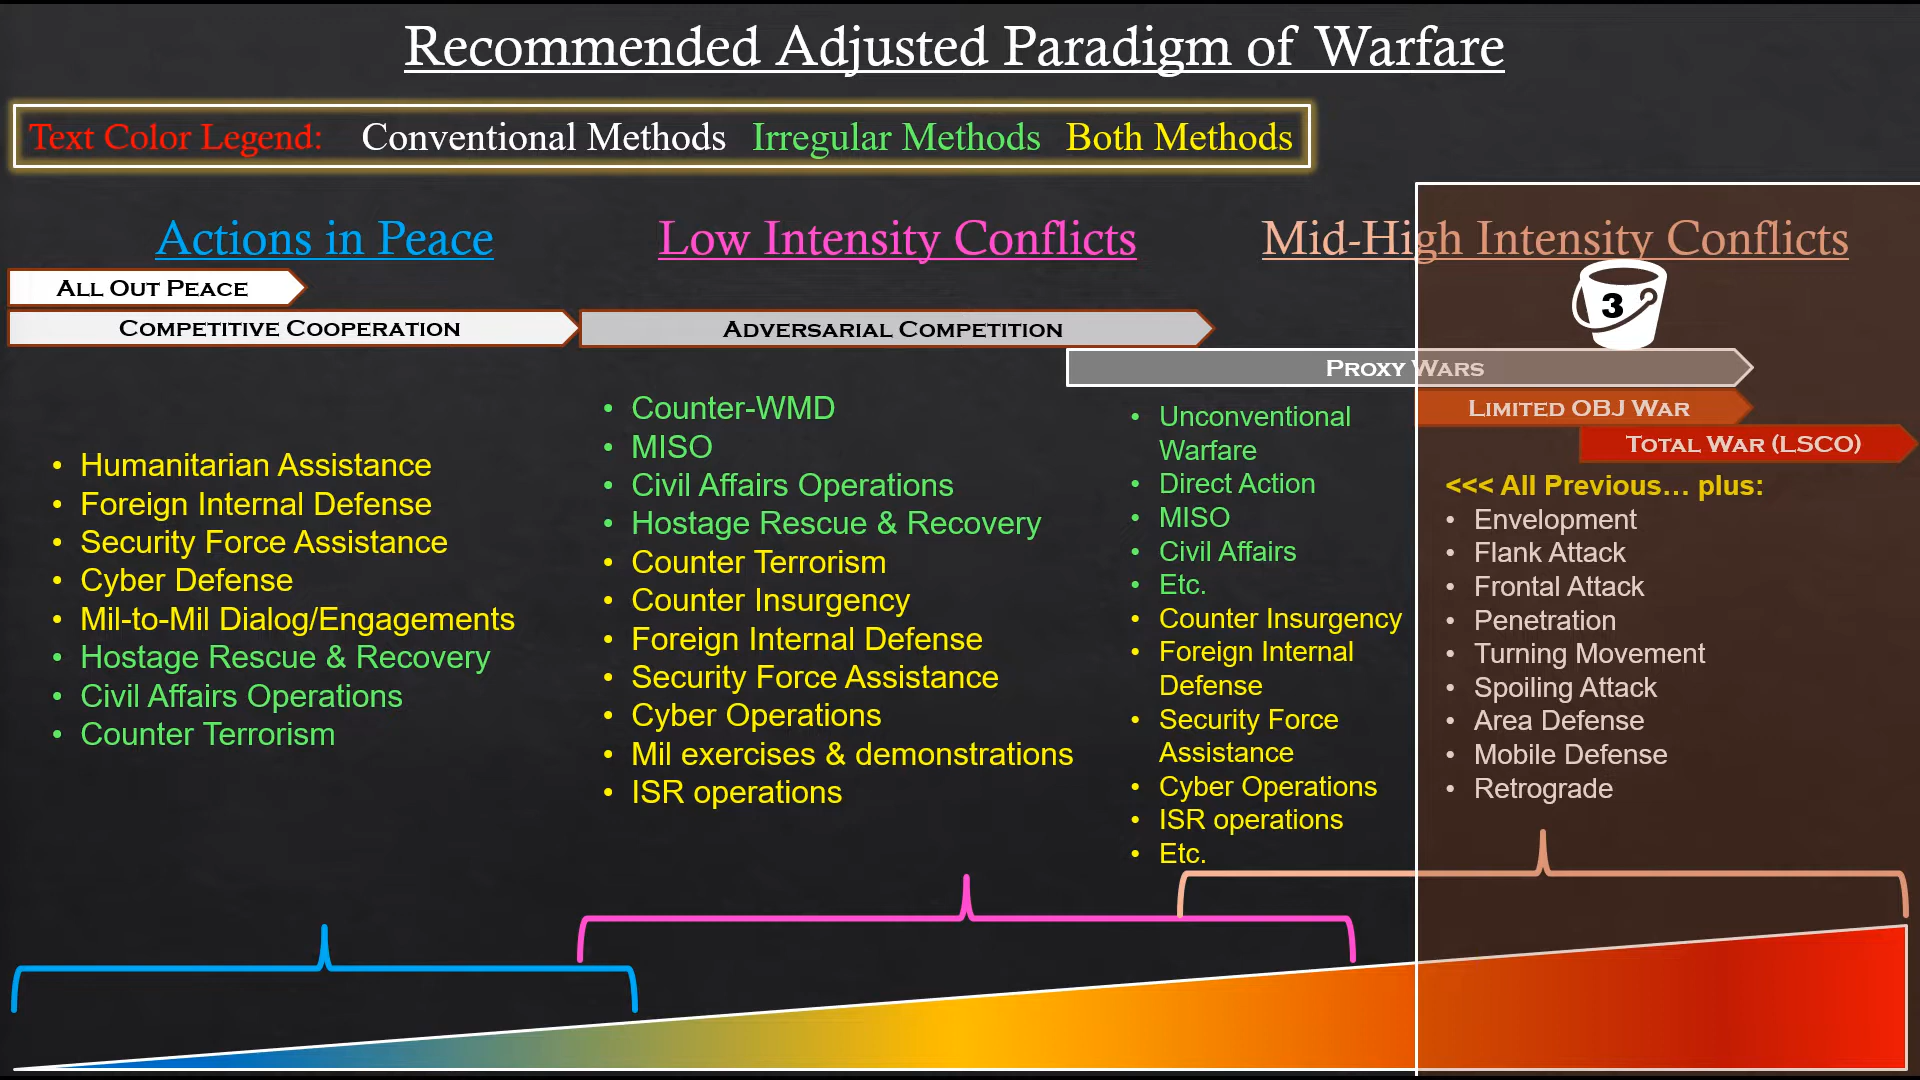 Recommended Adjusted Paradigm of Warfare
Text Color Legend: Conventional Methods Irregular Methods Both Methods
Actions in Peace
All Out Peace
Competitive Cooperation
• Humanitarian Assistance
• Foreign Internal Defense
• Security Force Assistance
• Cyber Defense
• Mil-to-Mil Dialog/Engagements
• Hostage Rescue & Recovery
• Civil Affairs Operations
• Counter Terrorism
Low Intensity Conflicts
Adversarial Competition
• Counter-WMD
• MISO
• Civil Affairs Operations
• Hostage Rescue & Recovery
• Counter Terrorism
• Counter Insurgency
• Foreign Internal Defense
• Security Force Assistance
• Cyber Operations
• Mil exercises & demonstrations
• ISR operations
Mid-High Intensity Conflicts
3
Proxy Wars
Limited OBJ War
Total War (LSCO)
• Unconventional
Warfare
• Direct Action
• MISO
• Civil Affairs
• Etc.
• Counter Insurgency
• Foreign Internal
Defense
• Security Force
Assistance
• Cyber Operations
• ISR operations
• Etc.
<<< All Previous… plus:
• Envelopment
• Flank Attack
• Frontal Attack
• Penetration
• Turning Movement
• Spoiling Attack
• Area Defense
• Mobile Defense
• Retrograde